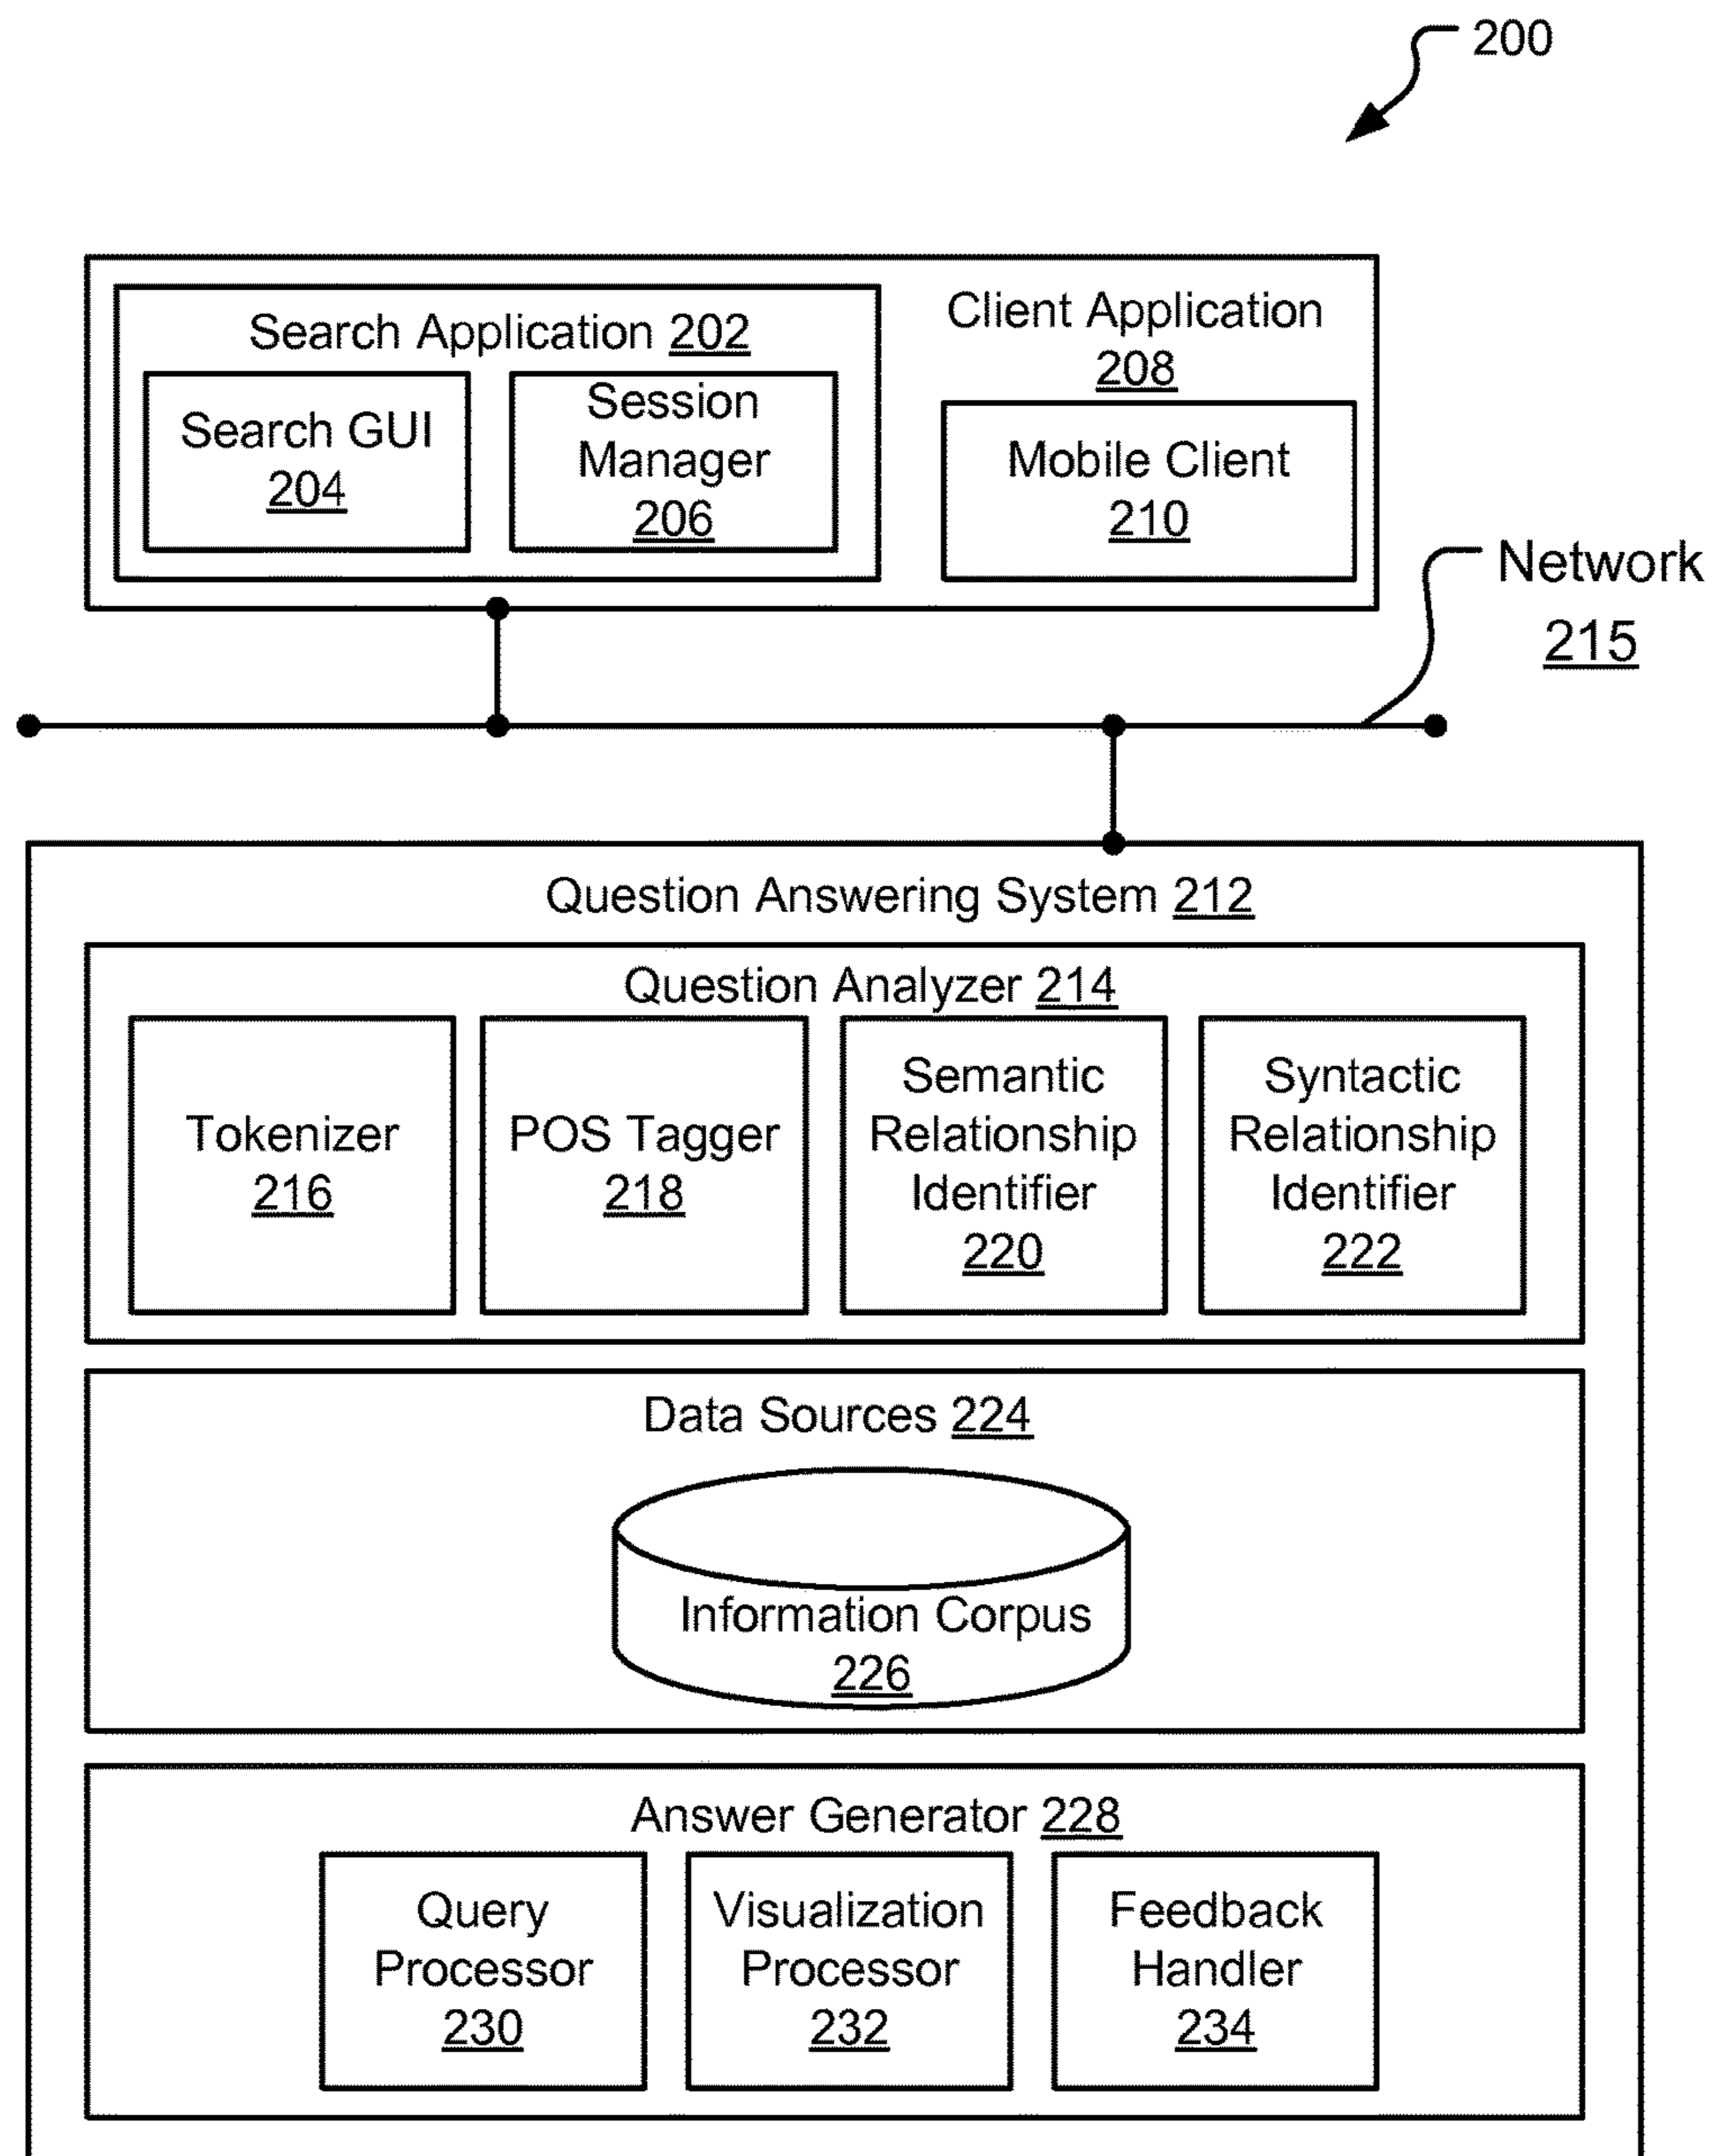 200
Search Application 202
Search GUI
204
Session
Manager
206
Client Application
208
Mobile Client
210
Network
215
Question Answering System 212
Question Analyzer 214
Tokenizer
216
POS Tagger
218
Semantic
Relationship
Identifier
220
Syntactic
Relationship
Identifier
222
Data Sources 224
Information Corpus
226
Answer Generator 228
Query
Processor
230
Visualization
Processor
232
Feedback
Handler
234